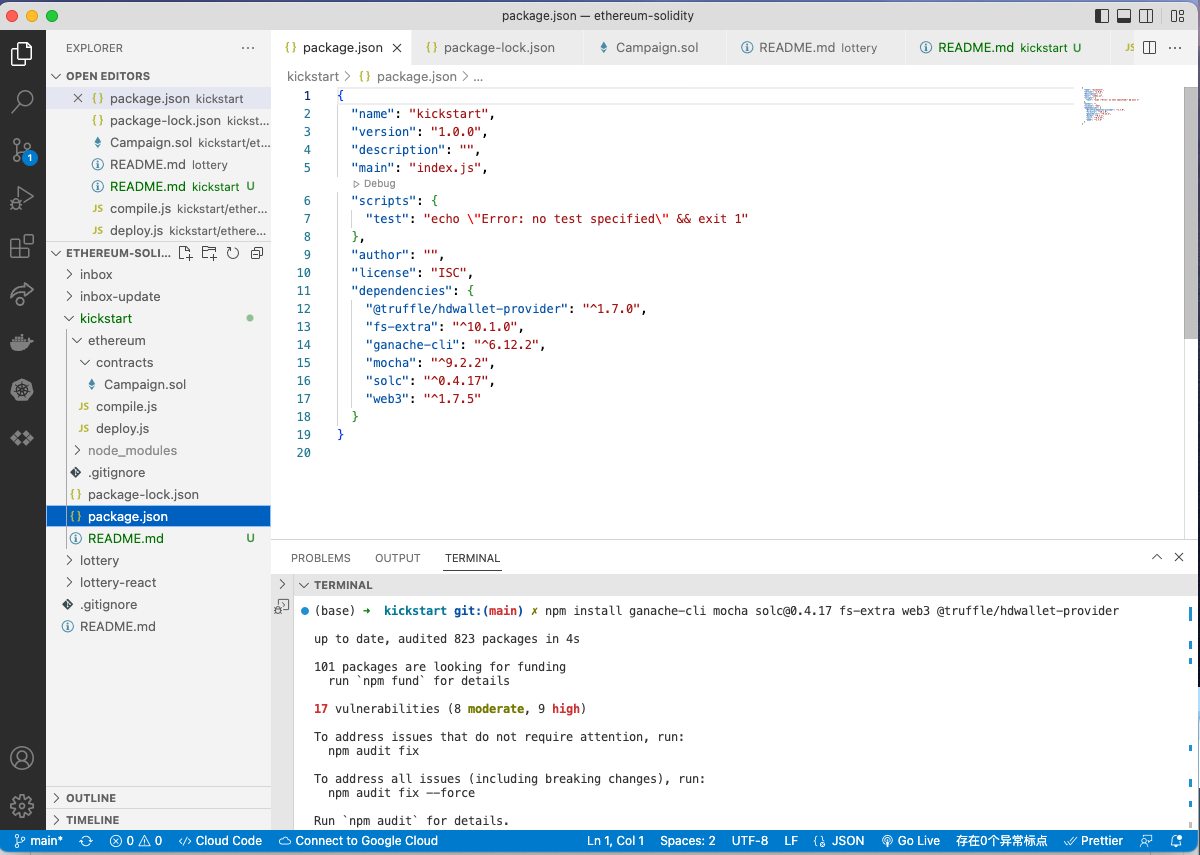 package.json — ethereum-solidity
EXPLORER
OPEN EDITORS
package.json kickstart
package-lock.json kickst...
Campaign.sol kickstart/et...
README.md lottery
README.md kickstart U
compile.js kickstart/ether...
deploy.js kickstart/ethere...
ETHEREUM-SOLI...
inbox
inbox-update
kickstart
ethereum
contracts
Campaign.sol
compile.js
deploy.js
node_modules
.gitignore
package-lock.json
package.json
README.md U
lottery
lottery-react
.gitignore
README.md
OUTLINE
TIMELINE
1
package.json
package-lock.json
Campaign.sol
README.md lottery
README.md kickstart U
JS
kickstart > package.json > ...
1 {
2 "name": "kickstart",
3 "version": "1.0.0",
4 "description": "",
5 "main": "index.js",
Debug
6 "scripts": {
7 "test": "echo \"Error: no test specified\" && exit 1"
8 },
9 "author": "",
10 "license": "ISC",
11 "dependencies": {
12 "@truffle/hdwallet-provider": "^1.7.0",
13 "fs-extra": "^10.1.0",
14 "ganache-cli": "^6.12.2",
15 "mocha": "^9.2.2",
16 "solc": "^0.4.17",
17 "web3": "^1.7.5"
18 }
19 }
20
PROBLEMS OUTPUT TERMINAL
TERMINAL
(base) ➜ kickstart git:(main) ✗ npm install ganache-cli mocha solc@0.4.17 fs-extra web3 @truffle/hdwallet-provider
up to date, audited 823 packages in 4s
101 packages are looking for funding
run `npm fund` for details
17 vulnerabilities (8 moderate, 9 high)
To address issues that do not require attention, run:
npm audit fix
To address all issues (including breaking changes), run:
npm audit fix --force
Run `npm audit` for details.
main* 0 0 Cloud Code Connect to Google Cloud Ln 1, Col 1 Spaces: 2 UTF-8 LF {} JSON Go Live 存在0个异常标点 Prettier